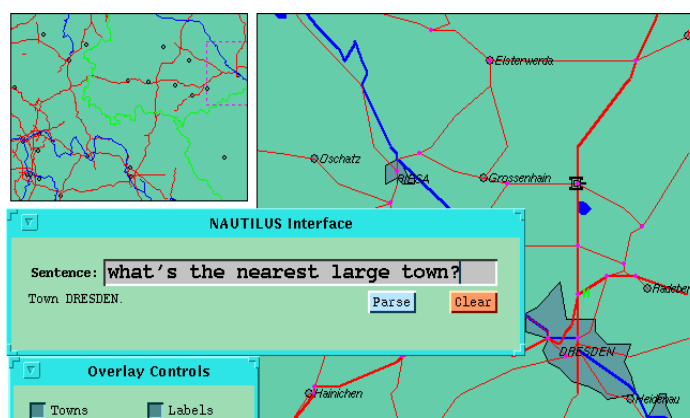 Elsterwerda
Oschatz
RIESA
Grossenhain
NAUTILUS Interface
Sentence: what's the nearest large town?
Town DRESDEN.
Parse
Clear
Radeber
DRESDEN
Overlay Controls
Towns
Labels
Hainichen
Heidenau